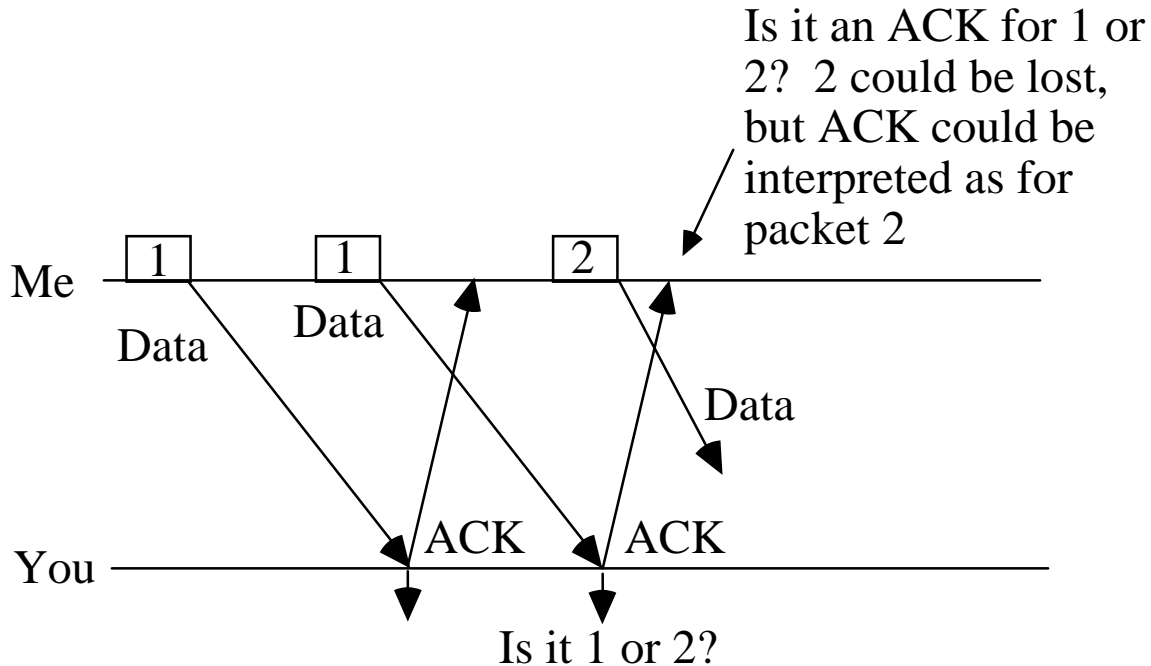 Is it an ACK for 1 or
2?  2 could be lost,
but ACK could be
interpreted as for
packet 2
1
1
2
Me
Data
Data
Data
ACK
ACK
You
Is it 1 or 2?